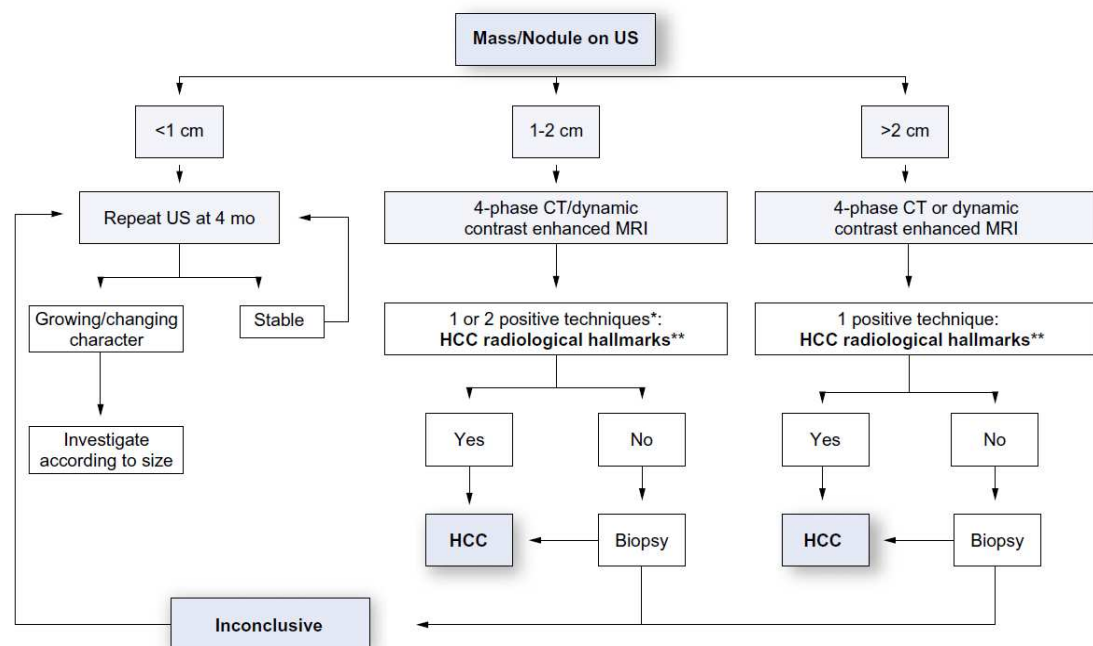 Mass/Nodule on US
<1 cm
1-2 cm
>2 cm
Repeat US at 4 mo
4-phase CT/dynamic
contrast enhanced MRI
4-phase CT or dynamic
contrast enhanced MRI
Growing/changing
character
Stable
1 or 2 positive techniques*:
HCC radiological hallmarks**
1 positive technique:
HCC radiological hallmarks**
Investigate
according to size
Yes
No
Yes
No
HCC
Biopsy
HCC
Biopsy
Inconclusive